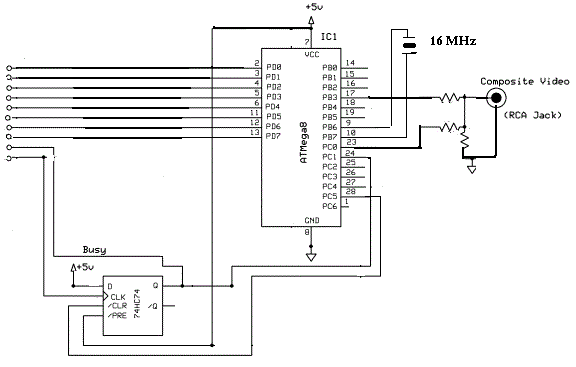 +5v
IC1
7
VCC
16 MHz
2 PD0
3 PD1
4 PD2
5 PD3
6 PD4
11 PD5
12 PD6
13 PD7
PB0 14
PB1 15
PB2 16
PB3 17
PB4 18
PB5 19
PB6 9
PB7 10
PC0 23
PC1 24
PC2 25
PC3 26
PC4 27
PC5 28
PC6 1
ATMega8
GND
8
Composite Video
(RCA Jack)
Busy
+5v
D Q
CLK
/CLR /Q
/PRE
74HC74